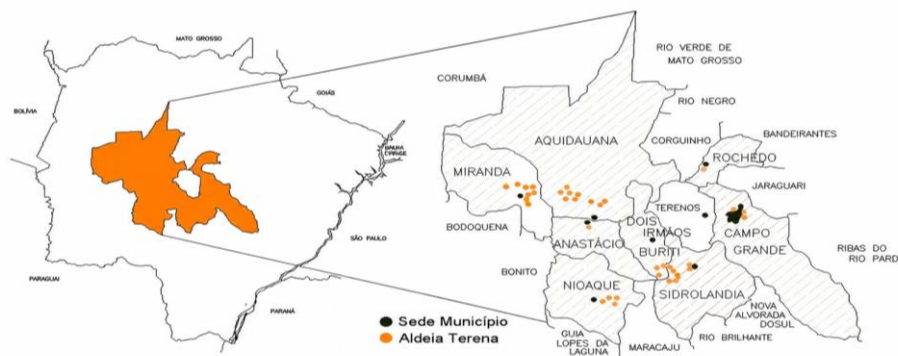 MATO GROSSO
GOIÁS
BOLÍVIA
SÃO PAULO
PARAGUAI
PARANÁ
Sede Município
Aldeia Terena
RIO VERDE DE
MATO GROSSO
CORUMBÁ
RIO NEGRO
AQUIDAUANA
CORGUINHO
BANDEIRANTES
ROCHEDO
MIRANDA
JARAGUARI
TERENOS
DOIS
IRMÃOS
BURITI
CAMPO
GRANDE
BODOQUENA
ANASTÁCIO
RIBAS DO
RIO PARD
BONITO
NIOAQUE
SIDROLANDIA
NOVA
ALVORADA
DOSUL
GUIA
LOPES DA
LAGUNA
MARACAJU
RIO BRILHANTE